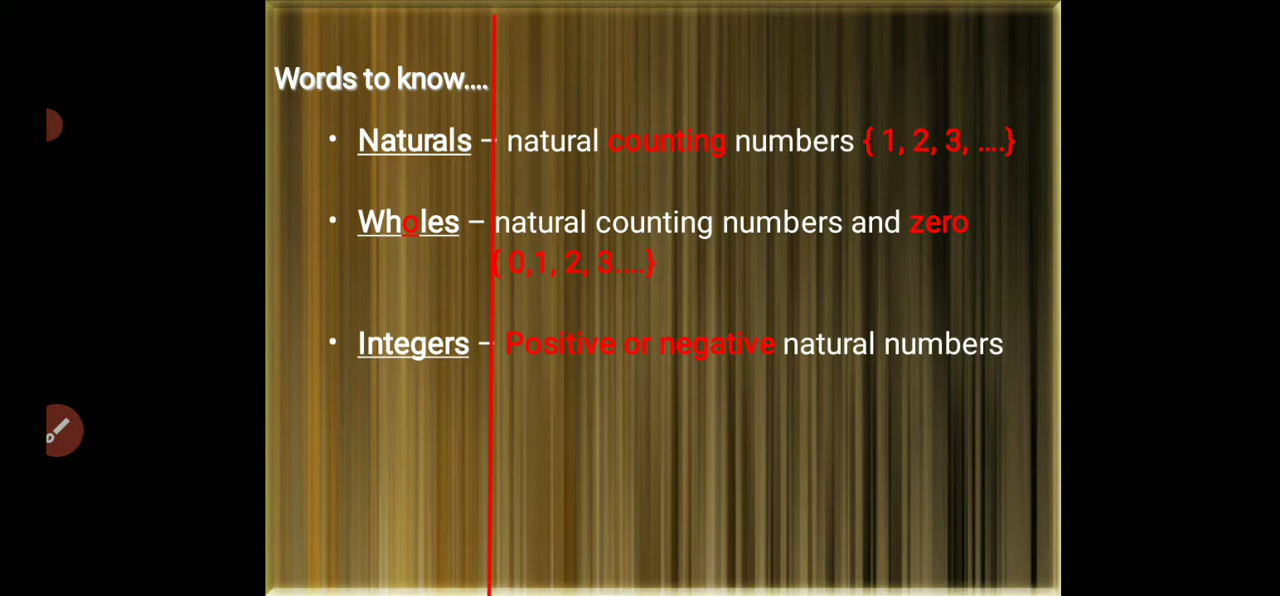 Words to know....
• Naturals – natural counting numbers { 1, 2, 3, ....}
• Wholes – natural counting numbers and zero
{ 0,1, 2, 3....}
• Integers – Positive or negative natural numbers